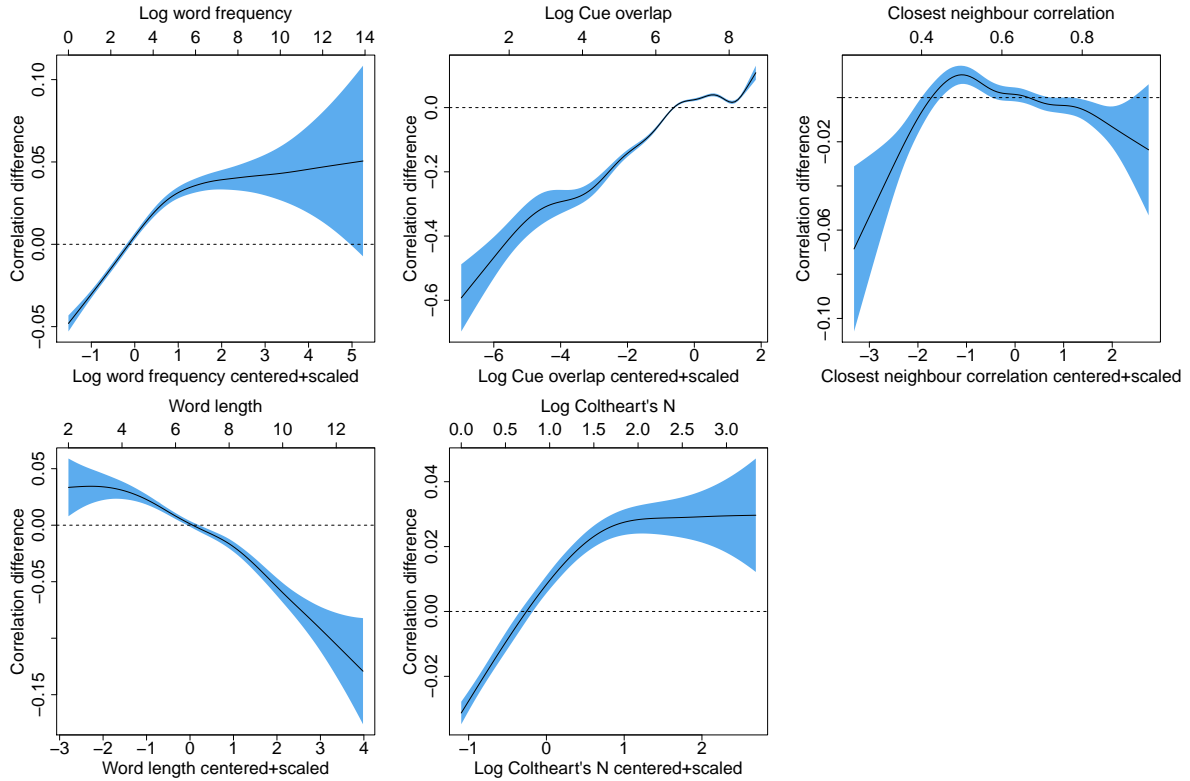 Log word frequency
0 2 4 6 8 10 12 14
Correlation difference
−0.05 0.00 0.05 0.10
−1 0 1 2 3 4 5
Log word frequency centered+scaled
Log Cue overlap
2 4 6 8
Correlation difference
−0.6 −0.4 −0.2 0.0
−6 −4 −2 0 2
Log Cue overlap centered+scaled
Closest neighbour correlation
0.4 0.6 0.8
Correlation difference
−0.10 −0.06 −0.02
−3 −2 −1 0 1 2
Closest neighbour correlation centered+scaled
Word length
2 4 6 8 10 12
Correlation difference
−0.15 −0.05 0.00 0.05
−3 −2 −1 0 1 2 3 4
Word length centered+scaled
Log Coltheart's N
0.0 0.5 1.0 1.5 2.0 2.5 3.0
Correlation difference
−0.02 0.00 0.02 0.04
−1 0 1 2
Log Coltheart's N centered+scaled